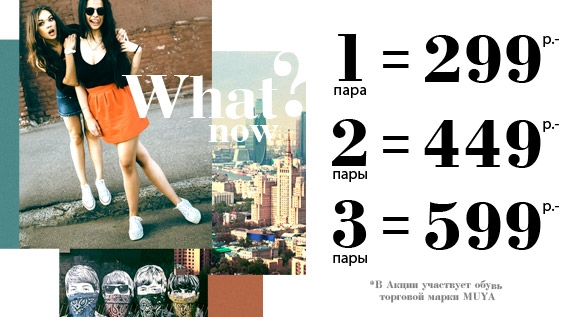 What?
now
1 = 299 р.-
пара
2 = 449 р.-
пары
3 = 599 р.-
пары
*В Акции участвует обувь
торговой марки MUYA